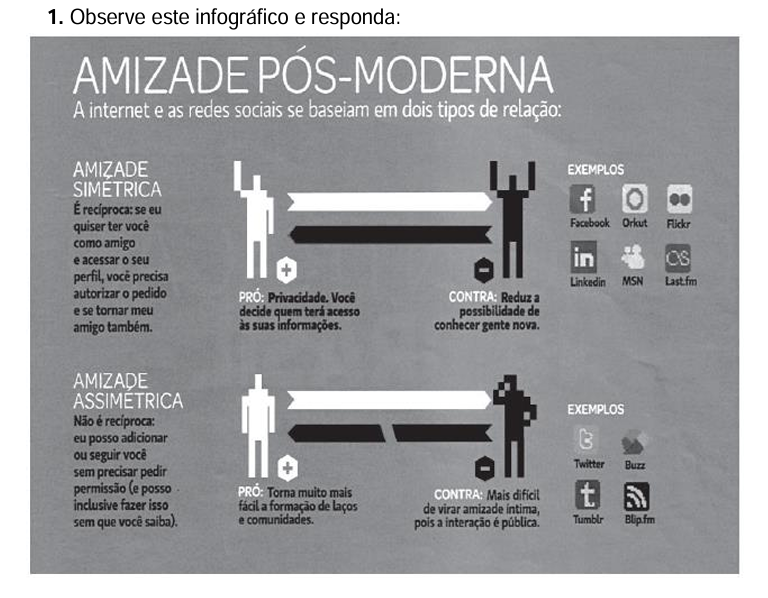 1. Observe este infográfico e responda:
AMIZADE PÓS-MODERNA
A internet e as redes sociais se baseiam em dois tipos de relação:
AMIZADE
SIMÉTRICA
É recíproca: se eu
quiser ter você
como amigo
e acessar o seu
perfil, você precisa
autorizar o pedido
e se tornar meu
amigo também.
+
PRÓ: Privacidade. Você
decide quem terá acesso
às suas informações.
-
CONTRA: Reduz a
possibilidade de
conhecer gente nova.
EXEMPLOS
Facebook Orkut Flickr
Linkedin MSN Last.fm
AMIZADE
ASSIMÉTRICA
Não é recíproca:
eu posso adicionar
ou seguir você
sem precisar pedir
permissão (e posso
inclusive fazer isso
sem que você saiba).
+
PRÓ: Torna muito mais
fácil a formação de laços
e comunidades.
-
CONTRA: Mais difícil
de virar amizade íntima,
pois a interação é pública.
EXEMPLOS
Twitter Buzz
Tumblr Blip.fm